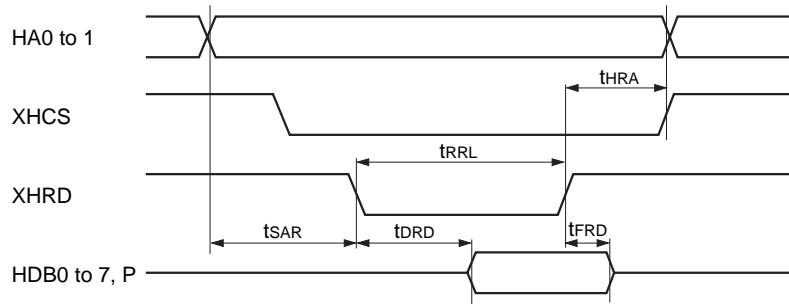 HA0 to 1
tHRA
XHCS
tRRL
XHRD
tSAR
tDRD
tFRD
HDB0 to 7, P